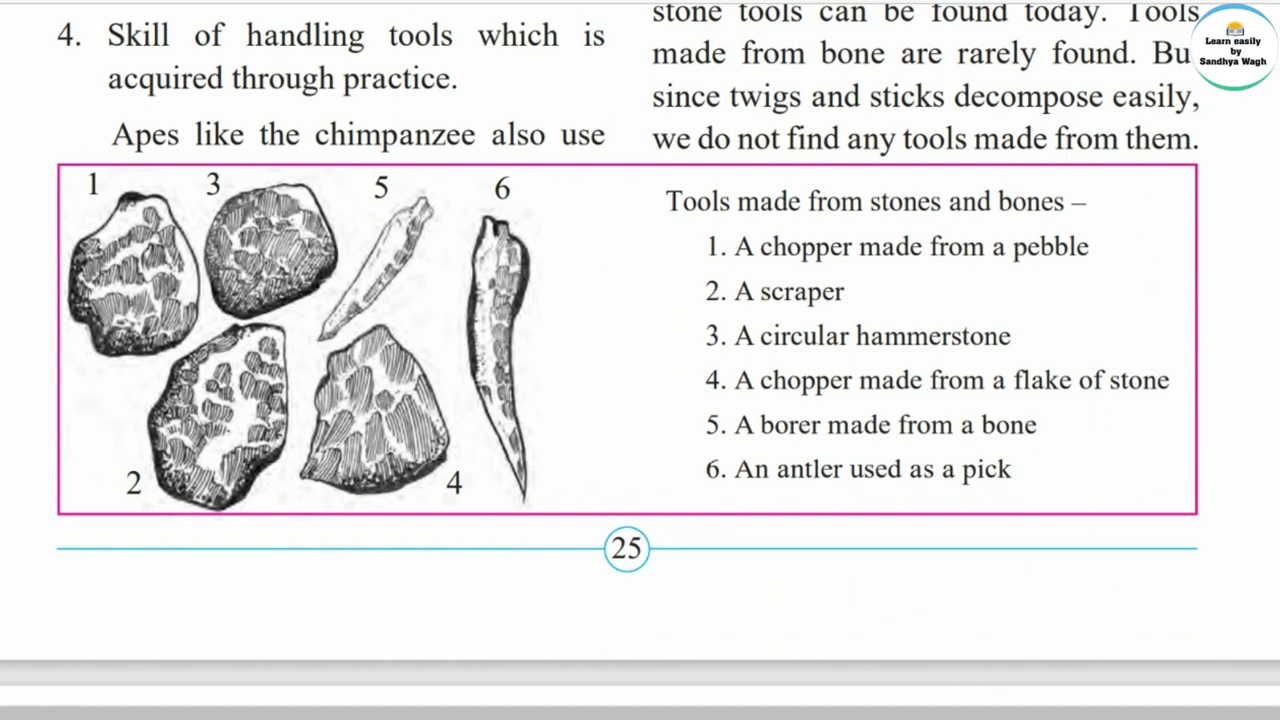 4. Skill of handling tools which is
acquired through practice.
Apes like the chimpanzee also use
stone tools can be found today. Tools
made from bone are rarely found. Bu
since twigs and sticks decompose easily,
we do not find any tools made from them.
Learn easily
by
Sandhya Wagh
1
3
5
6
2
4
Tools made from stones and bones –
1. A chopper made from a pebble
2. A scraper
3. A circular hammerstone
4. A chopper made from a flake of stone
5. A borer made from a bone
6. An antler used as a pick
25